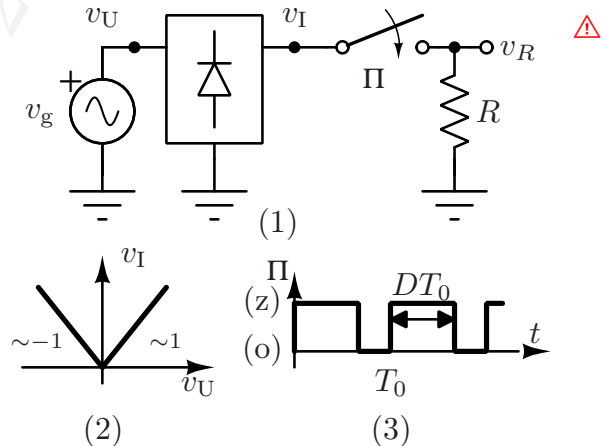 v_U v_I Π v_R
+
v_g R
(1)
v_I
∼−1 ∼1
v_U
(2)
Π
(z)
(o)
DT_0
t
T_0
(3)